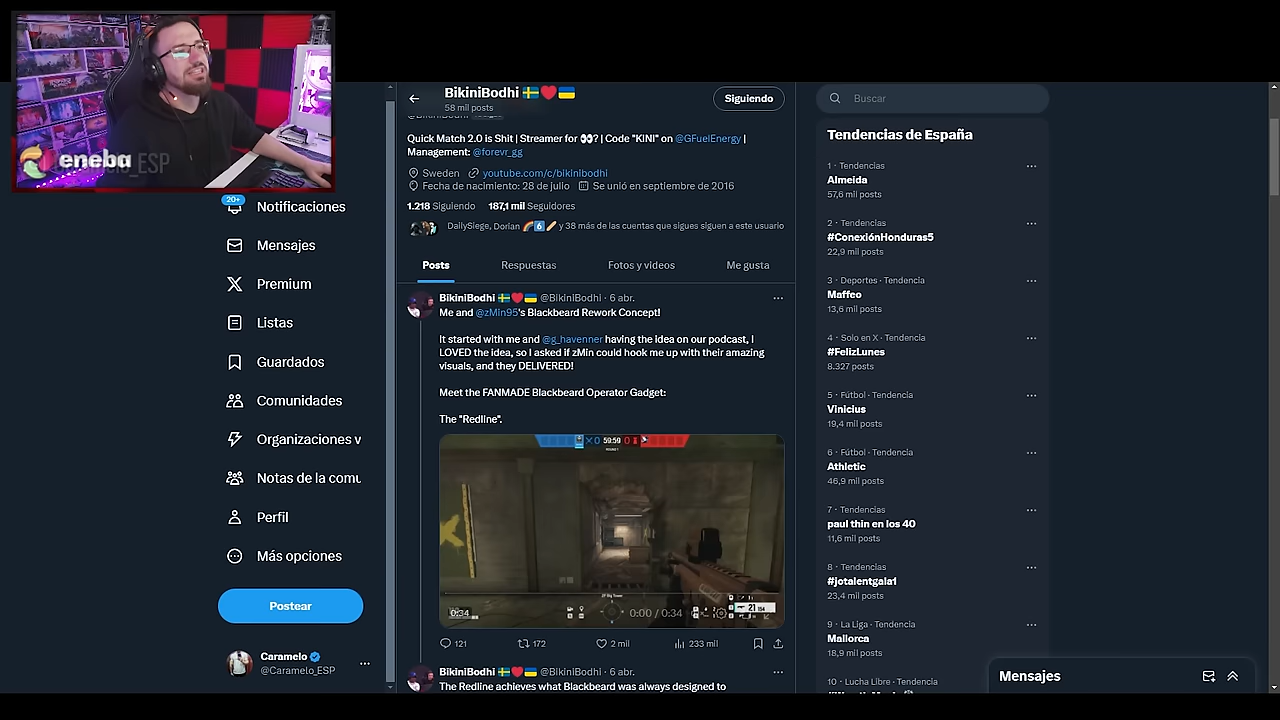 eneba
Caramelo_ESP
20+
Notificaciones
Mensajes
Premium
Listas
Guardados
Comunidades
Organizaciones v
Notas de la comu
Perfil
Más opciones
Postear
Caramelo
@Caramelo_ESP
BikiniBodhi
58 mil posts
Siguiendo
@BikiniBodhi
Quick Match 2.0 is Shit | Streamer for 👀? | Code "KINI" on @GFuelEnergy |
Management: @forevr_gg
Sweden youtube.com/c/bikinibodhi
Fecha de nacimiento: 28 de julio Se unió en septiembre de 2016
1.218 Siguiendo 187,1 mil Seguidores
DailySiege, Dorian 🌈6️⃣ y 38 más de las cuentas que sigues siguen a este usuario
Posts Respuestas Fotos y videos Me gusta
BikiniBodhi 🇸🇪❤️🇺🇦 @BikiniBodhi · 6 abr.
Me and @zMin95's Blackbeard Rework Concept!
It started with me and @g_havenner having the idea on our podcast, I
LOVED the idea, so I asked if zMin could hook me up with their amazing
visuals, and they DELIVERED!
Meet the FANMADE Blackbeard Operator Gadget:
The "Redline".
0 59:59 0
0:34
0:00 / 0:34
21
121 172 2 mil 233 mil
BikiniBodhi 🇸🇪❤️🇺🇦 @BikiniBodhi · 6 abr.
The Redline achieves what Blackbeard was always designed to
Buscar
Tendencias de España
1 · Tendencias
Almeida
57,6 mil posts
2 · Tendencias
#ConexiónHonduras5
22,9 mil posts
3 · Deportes · Tendencia
Maffeo
13,6 mil posts
4 · Solo en X · Tendencia
#FelizLunes
8.327 posts
5 · Fútbol · Tendencia
Vinicius
19,4 mil posts
6 · Fútbol · Tendencia
Athletic
46,9 mil posts
7 · Tendencias
paul thin en los 40
11,6 mil posts
8 · Tendencias
#jotalentgala1
23,4 mil posts
9 · La Liga · Tendencia
Mallorca
18,9 mil posts
10 · Lucha Libre · Tendencia
Mensajes